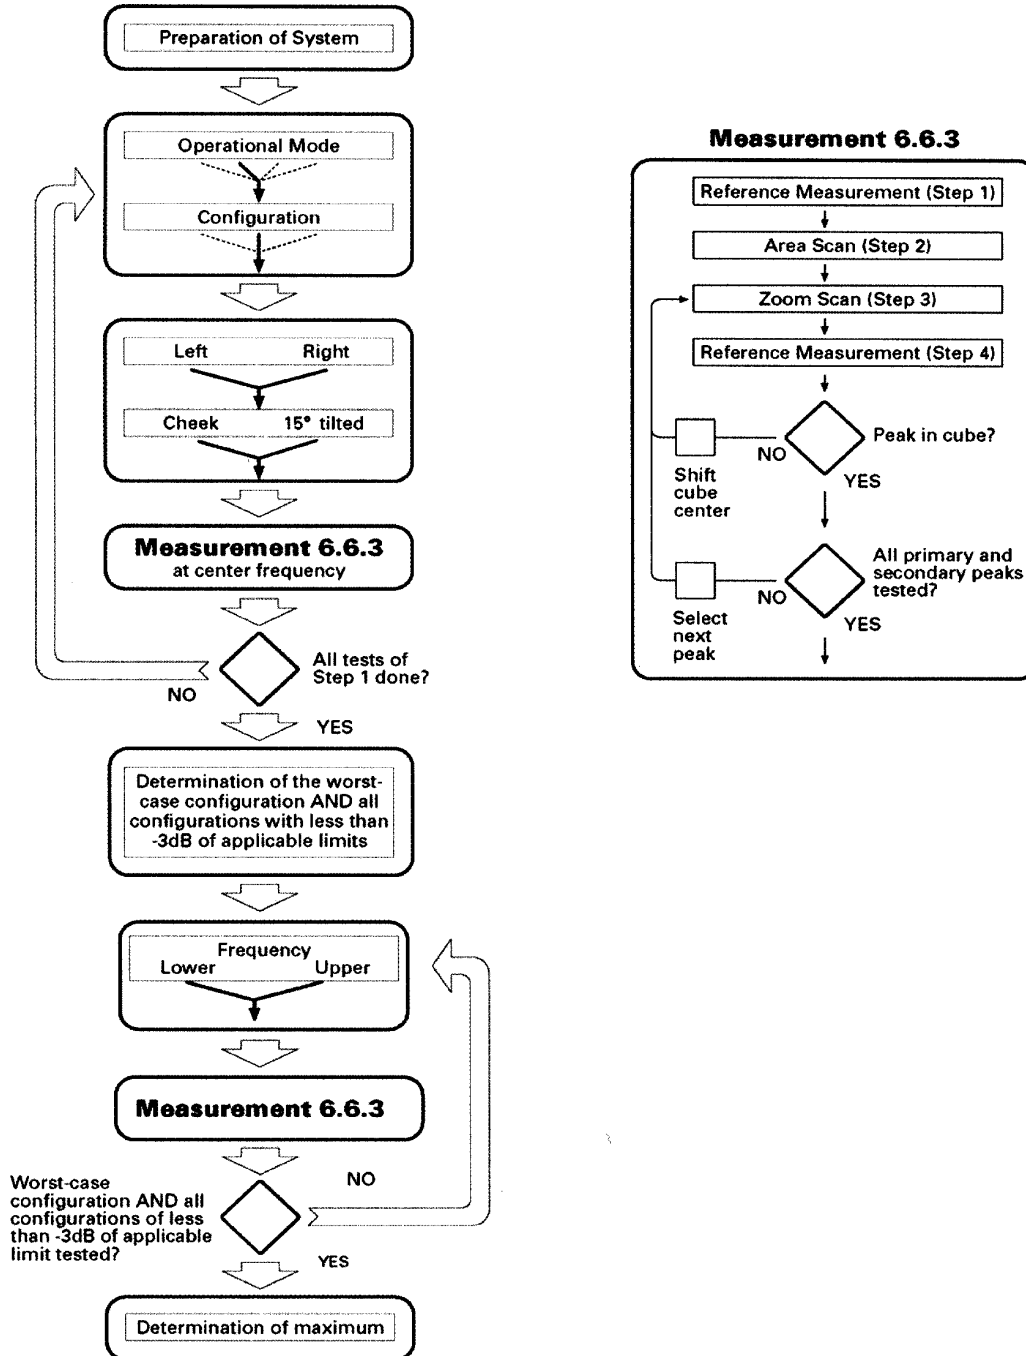 Preparation of System
Operational Mode
Configuration
Left Right
Cheek 15° tilted
Measurement 6.6.3
at center frequency
All tests of
Step 1 done?
NO
YES
Determination of the worst-
case configuration AND all
configurations with less than
-3dB of applicable limits
Frequency
Lower Upper
Measurement 6.6.3
Worst-case
configuration AND all
configurations of less
than -3dB of applicable
limit tested?
NO
YES
Determination of maximum
Measurement 6.6.3
Reference Measurement (Step 1)
Area Scan (Step 2)
Zoom Scan (Step 3)
Reference Measurement (Step 4)
Peak in cube?
NO
YES
Shift
cube
center
All primary and
secondary peaks
tested?
NO
YES
Select
next
peak